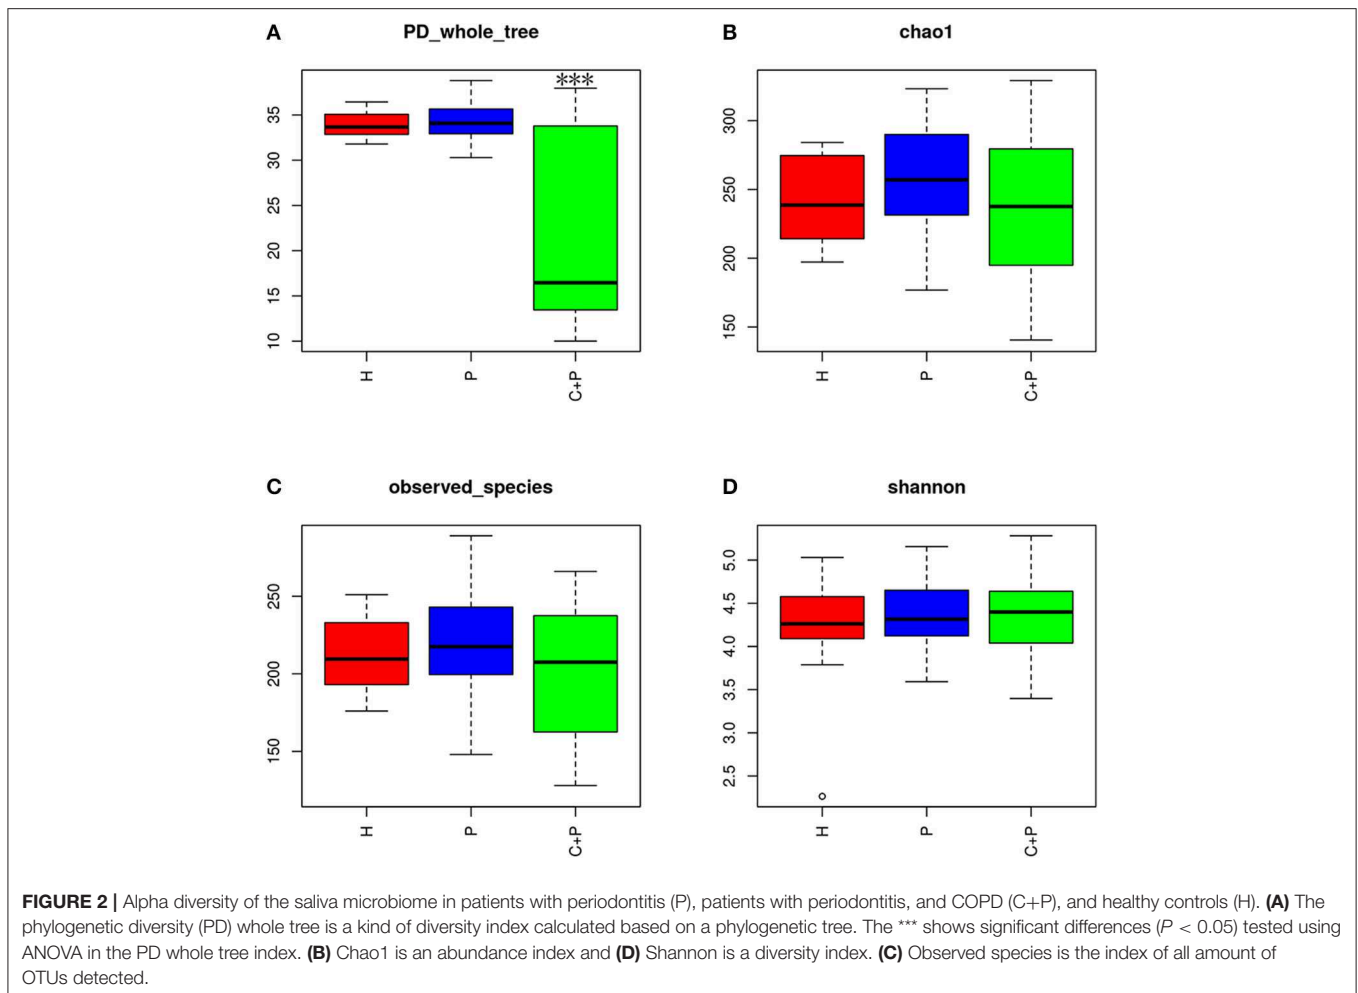 A
PD_whole_tree
***
35
30
25
20
15
10
H
P
C+P
B
chao1
300
250
200
150
H
P
C+P
C
observed_species
250
200
150
H
P
C+P
D
shannon
5.0
4.5
4.0
3.5
3.0
2.5
H
P
C+P
FIGURE 2 | Alpha diversity of the saliva microbiome in patients with periodontitis (P), patients with periodontitis, and COPD (C+P), and healthy controls (H). (A) The
phylogenetic diversity (PD) whole tree is a kind of diversity index calculated based on a phylogenetic tree. The *** shows significant differences (P < 0.05) tested using
ANOVA in the PD whole tree index. (B) Chao1 is an abundance index and (D) Shannon is a diversity index. (C) Observed species is the index of all amount of
OTUs detected.